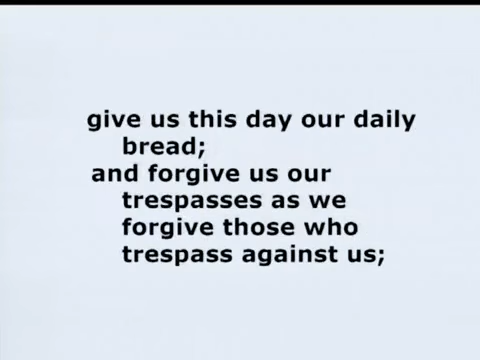 give us this day our daily
bread;
and forgive us our
trespasses as we
forgive those who
trespass against us;